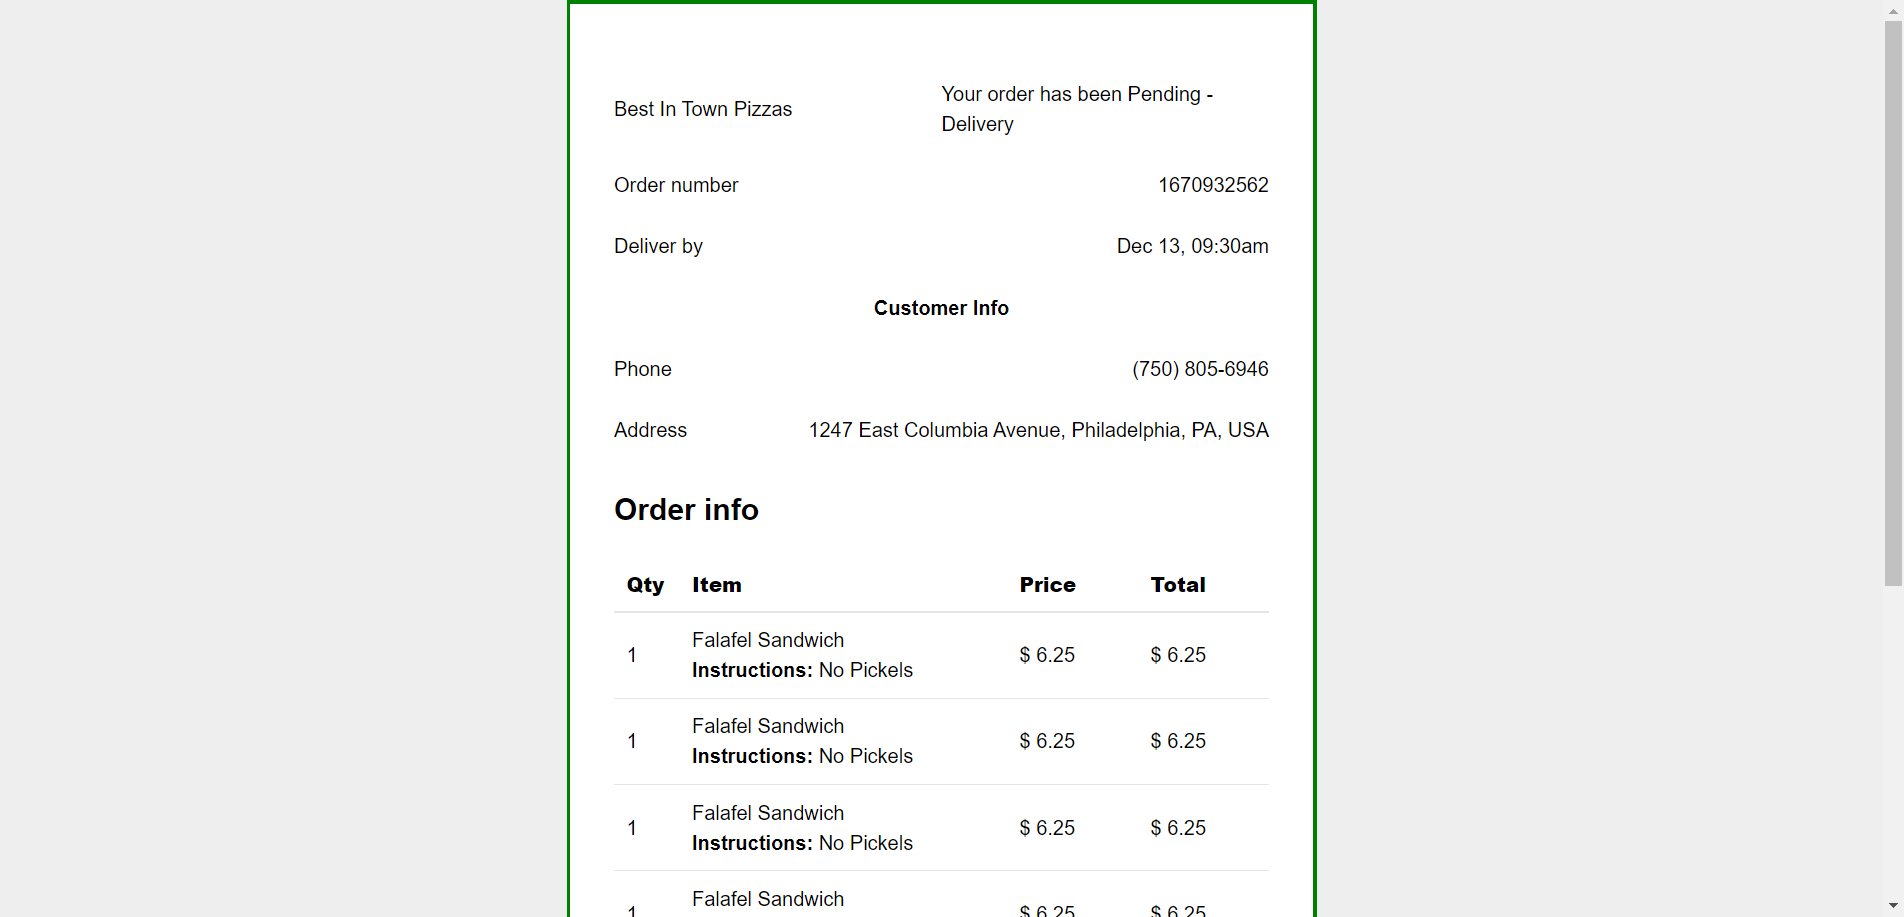 Best In Town Pizzas
Your order has been Pending -
Delivery
Order number 1670932562
Deliver by Dec 13, 09:30am
Customer Info
Phone (750) 805-6946
Address 1247 East Columbia Avenue, Philadelphia, PA, USA
Order info
Qty Item Price Total
1 Falafel Sandwich $ 6.25 $ 6.25
Instructions: No Pickels
1 Falafel Sandwich $ 6.25 $ 6.25
Instructions: No Pickels
1 Falafel Sandwich $ 6.25 $ 6.25
Instructions: No Pickels
1 Falafel Sandwich $ 6.25 $ 6.25